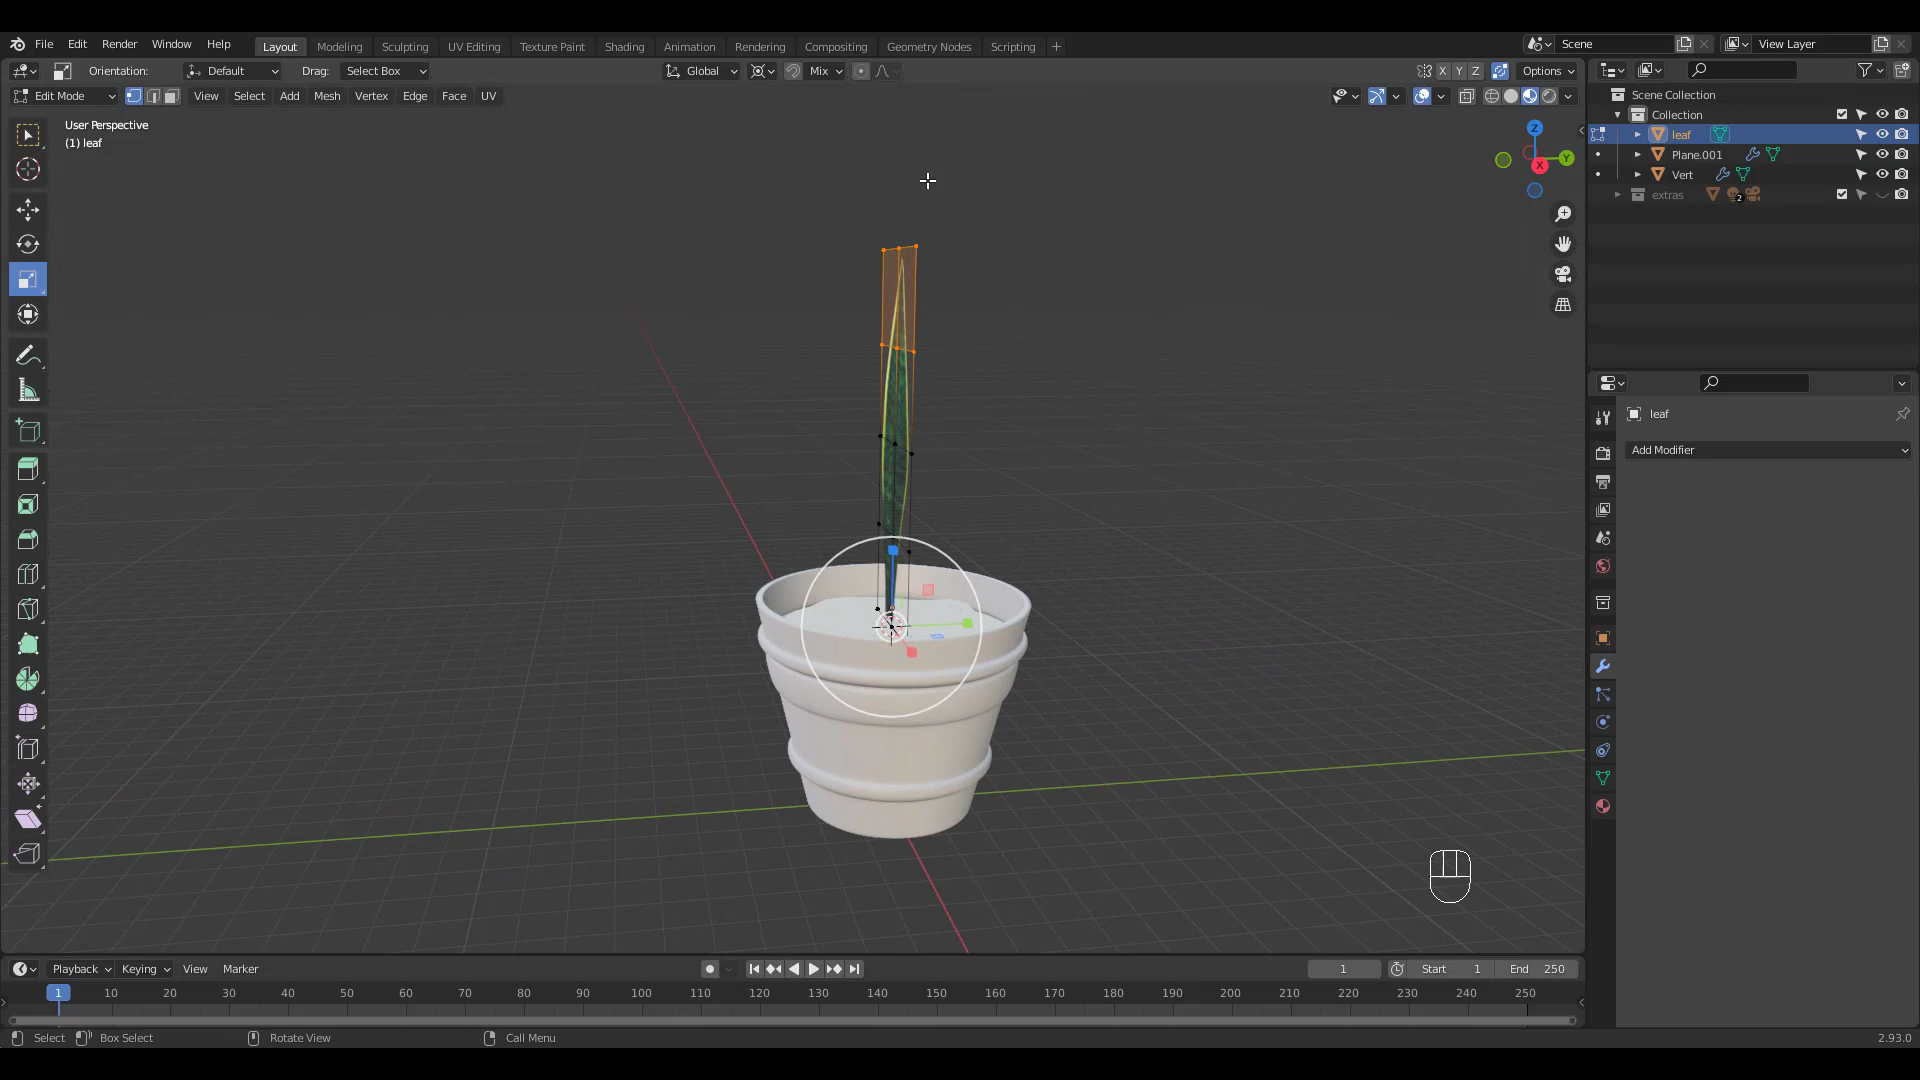 File Edit Render Window Help Layout Modeling Sculpting UV Editing Texture Paint Shading Animation Rendering Compositing Geometry Nodes Scripting + Scene View Layer
Orientation: Default Drag: Select Box Global Mix X Y Z Options
Edit Mode View Select Add Mesh Vertex Edge Face UV
User Perspective
(1) leaf
Z
Y
X
Scene Collection
Collection
leaf
Plane.001
Vert
extras 2
leaf
Add Modifier
Playback Keying View Marker 1 Start 1 End 250
1 10 20 30 40 50 60 70 80 90 100 110 120 130 140 150 160 170 180 190 200 210 220 230 240 250
Select Box Select Rotate View Call Menu 2.93.0